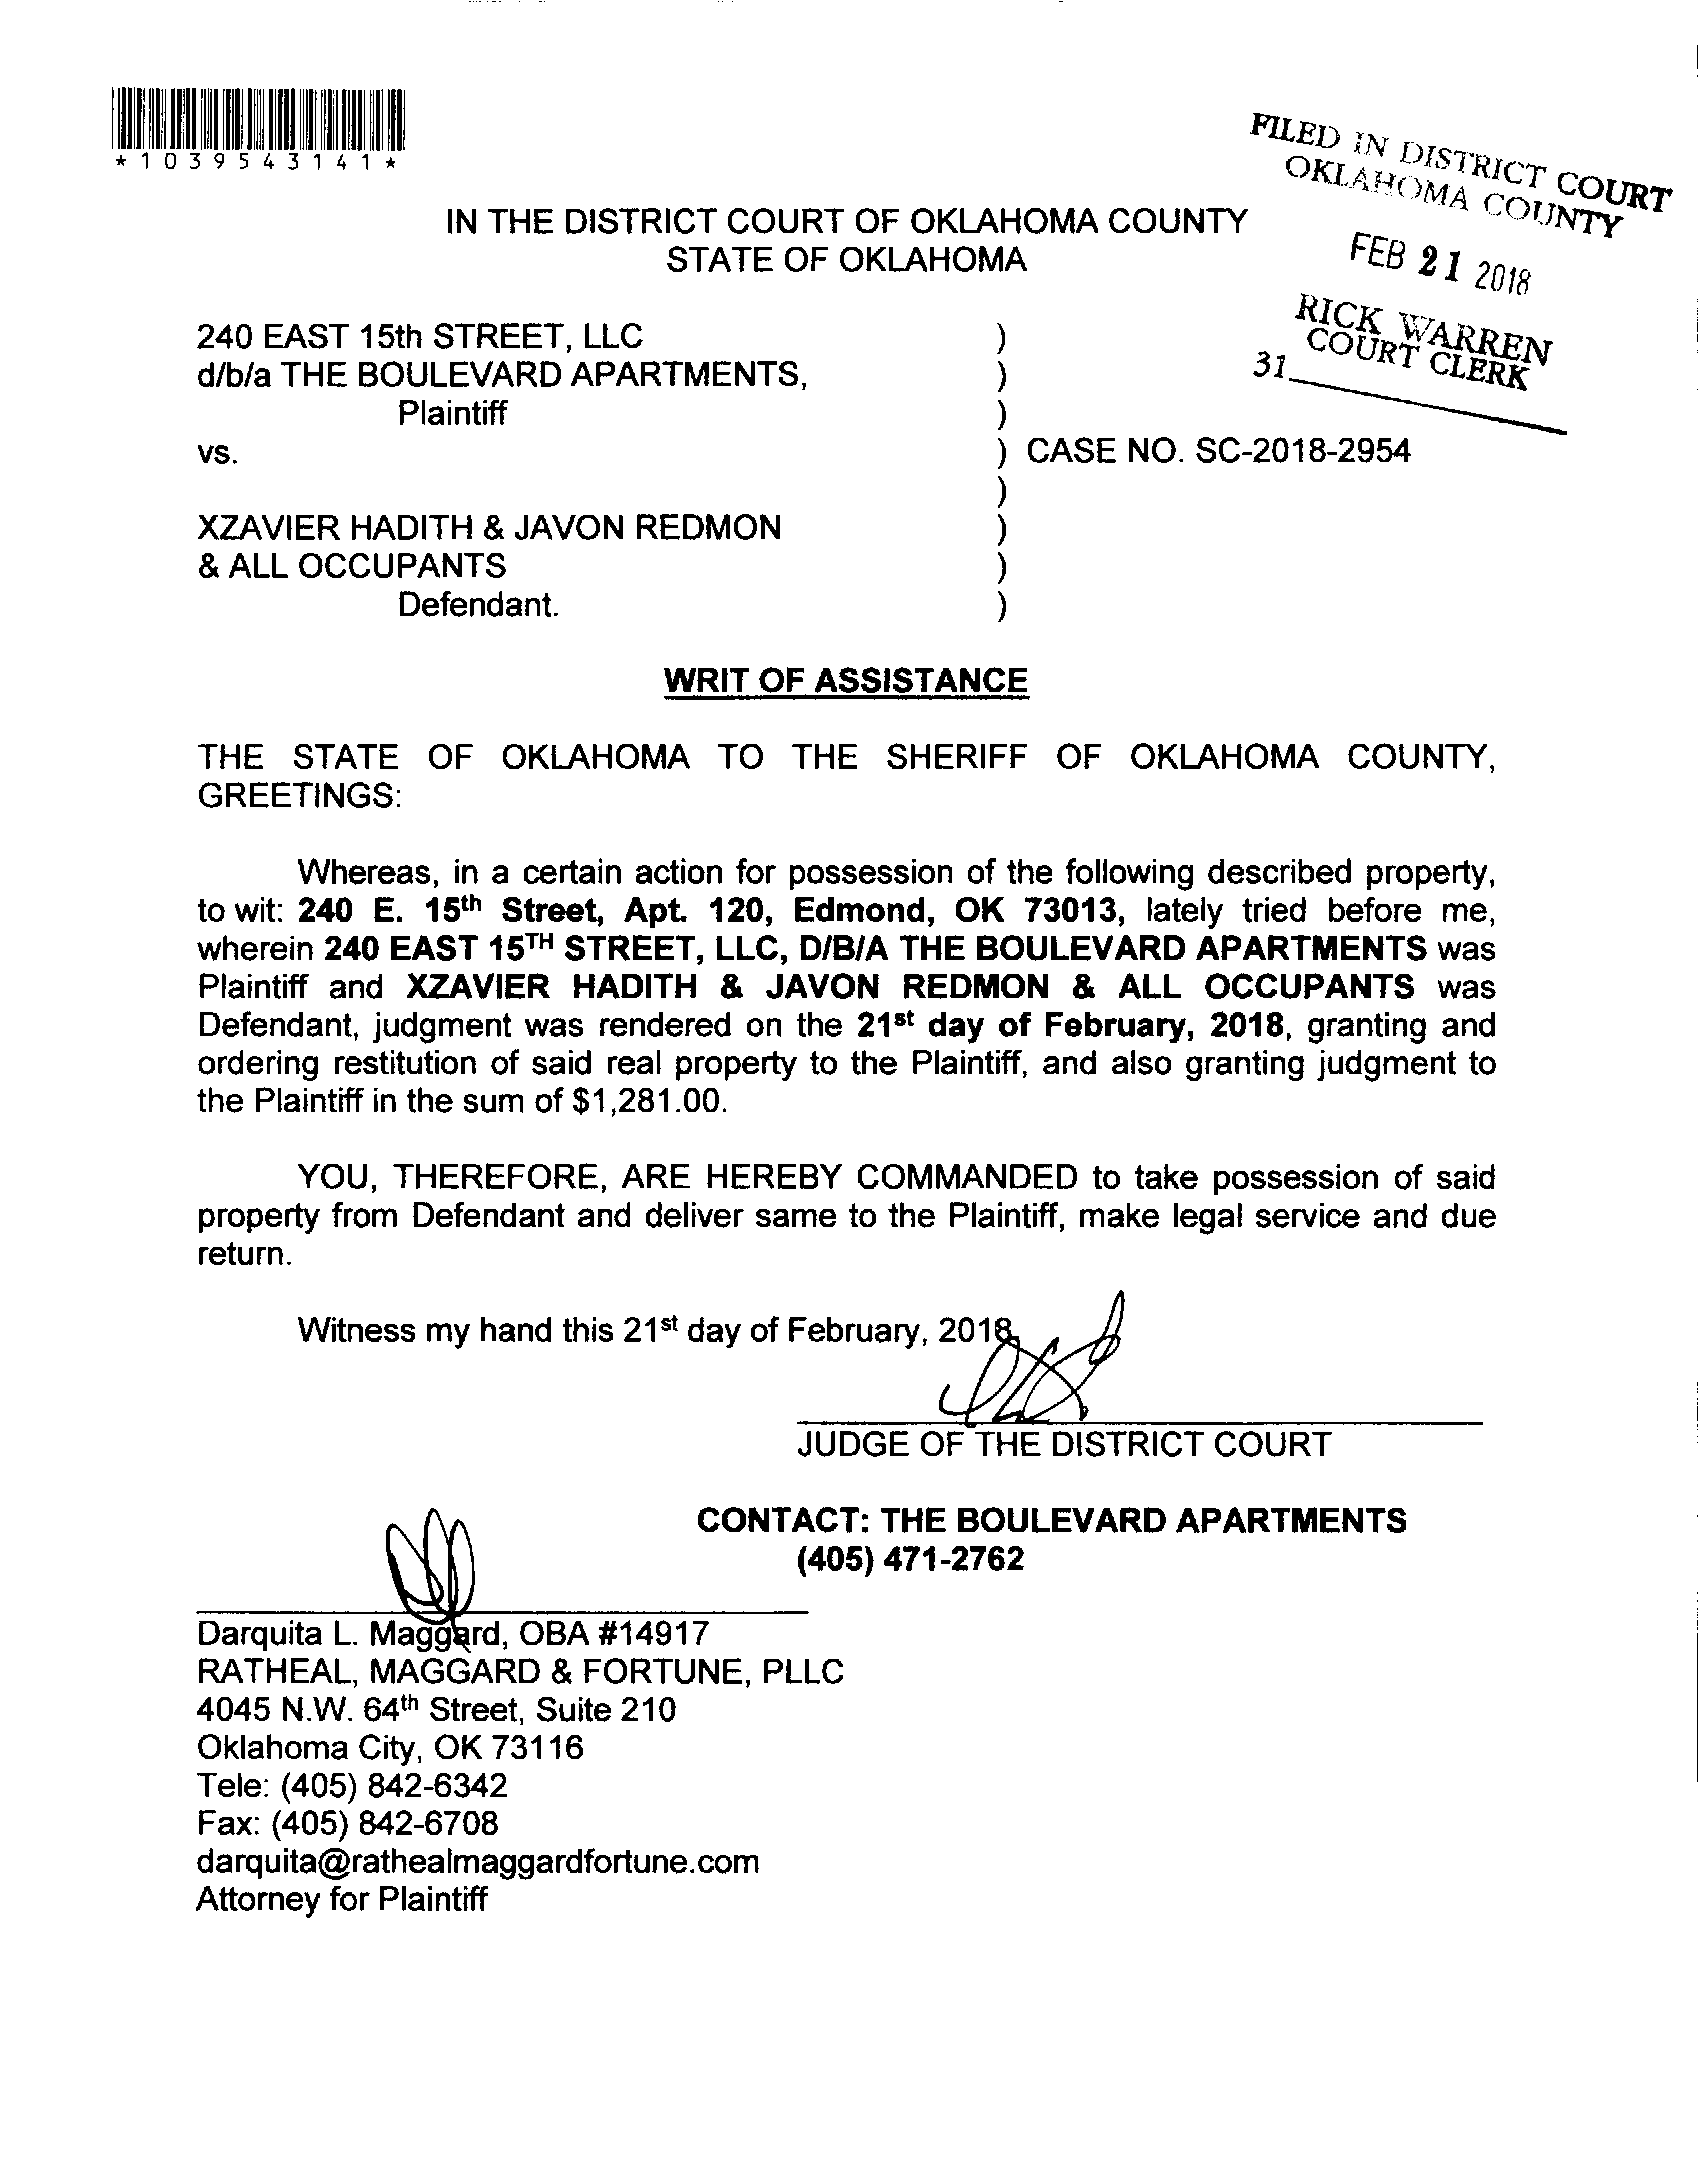 *1039543141*
FILED IN DISTRICT COURT
OKLAHOMA COUNTY
FEB 21 2018
RICK WARREN
COURT CLERK
31
IN THE DISTRICT COURT OF OKLAHOMA COUNTY
STATE OF OKLAHOMA
240 EAST 15th STREET, LLC )
d/b/a THE BOULEVARD APARTMENTS, )
Plaintiff )
vs. ) CASE NO. SC-2018-2954
)
XZAVIER HADITH & JAVON REDMON )
& ALL OCCUPANTS )
Defendant. )
WRIT OF ASSISTANCE
THE STATE OF OKLAHOMA TO THE SHERIFF OF OKLAHOMA COUNTY,
GREETINGS:
Whereas, in a certain action for possession of the following described property,
to wit: 240 E. 15th Street, Apt. 120, Edmond, OK 73013, lately tried before me,
wherein 240 EAST 15TH STREET, LLC, D/B/A THE BOULEVARD APARTMENTS was
Plaintiff and XZAVIER HADITH & JAVON REDMON & ALL OCCUPANTS was
Defendant, judgment was rendered on the 21st day of February, 2018, granting and
ordering restitution of said real property to the Plaintiff, and also granting judgment to
the Plaintiff in the sum of $1,281.00.
YOU, THEREFORE, ARE HEREBY COMMANDED to take possession of said
property from Defendant and deliver same to the Plaintiff, make legal service and due
return.
Witness my hand this 21st day of February, 2018.
JUDGE OF THE DISTRICT COURT
CONTACT: THE BOULEVARD APARTMENTS
(405) 471-2762
Darquita L. Maggard, OBA #14917
RATHEAL, MAGGARD & FORTUNE, PLLC
4045 N.W. 64th Street, Suite 210
Oklahoma City, OK 73116
Tele: (405) 842-6342
Fax: (405) 842-6708
darquita@rathealmaggardfortune.com
Attorney for Plaintiff